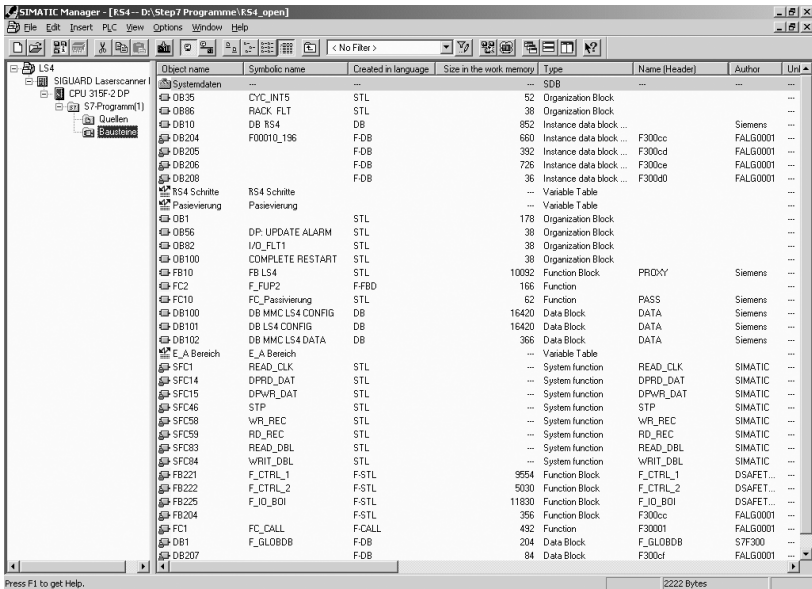 SIMATIC Manager - [RS4 -- D:\Step7 Programme\RS4_open]
File Edit Insert PLC View Options Window Help
< No Filter >
LS4
SIGUARD Laserscanner
CPU 315F-2 DP
S7-Programm(1)
Quellen
Bausteine
Object name Symbolic name Created in language Size in the work memory Type Name (Header) Author
Systemdaten --- --- --- SDB --- --- ---
OB35 CYC_INT5 STL 52 Organization Block ---
OB86 RACK FLT STL 38 Organization Block ---
DB10 DB RS4 DB 852 Instance data block ... Siemens ---
DB204 F00010_196 F-DB 660 Instance data block ... F300cc FALG0001 ---
DB205 F-DB 392 Instance data block ... F300cd FALG0001 ---
DB206 F-DB 726 Instance data block ... F300ce FALG0001 ---
DB208 F-DB 36 Instance data block ... F300d0 FALG0001 ---
RS4 Schritte RS4 Schritte --- Variable Table ---
Pasievierung Pasievierung --- Variable Table ---
OB1 STL 178 Organization Block ---
OB56 DP: UPDATE ALARM STL 38 Organization Block ---
OB82 I/O_FLT1 STL 38 Organization Block ---
OB100 COMPLETE RESTART STL 38 Organization Block ---
FB10 FB LS4 STL 10092 Function Block PROXY Siemens ---
FC2 F_FUP2 F-FBD 166 Function ---
FC10 FC_Passivierung STL 62 Function PASS Siemens ---
DB100 DB MMC LS4 CONFIG DB 16420 Data Block DATA Siemens ---
DB101 DB LS4 CONFIG DB 16420 Data Block DATA Siemens ---
DB102 DB MMC LS4 DATA DB 366 Data Block DATA Siemens ---
E_A Bereich E_A Bereich --- Variable Table ---
SFC1 READ_CLK STL --- System function READ_CLK SIMATIC ---
SFC14 DPRD_DAT STL --- System function DPRD_DAT SIMATIC ---
SFC15 DPWR_DAT STL --- System function DPWR_DAT SIMATIC ---
SFC46 STP STL --- System function STP SIMATIC ---
SFC58 WR_REC STL --- System function WR_REC SIMATIC ---
SFC59 RD_REC STL --- System function RD_REC SIMATIC ---
SFC83 READ_DBL STL --- System function READ_DBL SIMATIC ---
SFC84 WRIT_DBL STL --- System function WRIT_DBL SIMATIC ---
FB221 F_CTRL_1 F-STL 9554 Function Block F_CTRL_1 DSAFET... ---
FB222 F_CTRL_2 F-STL 5030 Function Block F_CTRL_2 DSAFET... ---
FB225 F_IO_BOI F-STL 11830 Function Block F_IO_BOI DSAFET... ---
FB204 F-STL 356 Function Block F300cc FALG0001 ---
FC1 FC_CALL F-CALL 492 Function F30001 FALG0001 ---
DB1 F_GLOBDB F-DB 204 Data Block F_GLOBDB S7F300 ---
DB207 F-DB 84 Data Block F300cf FALG0001 ---
Press F1 to get Help. 2222 Bytes